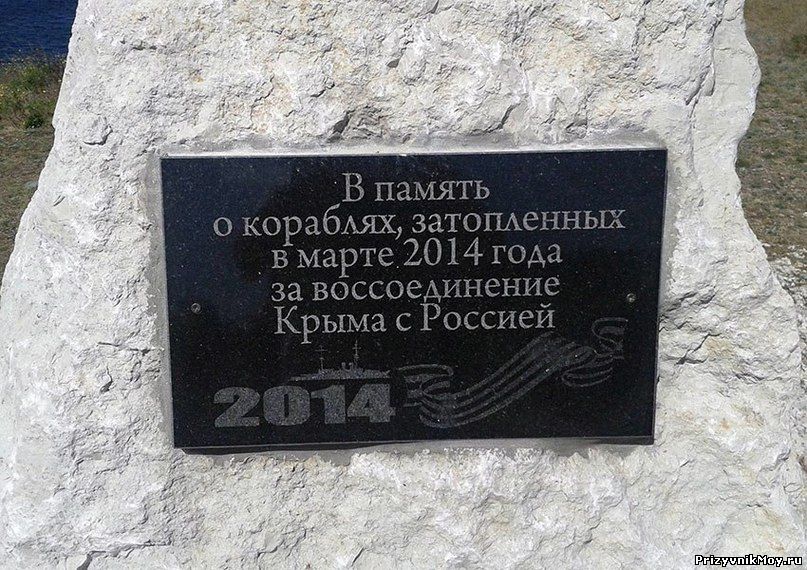 В память
о кораблях, затопленных
в марте 2014 года
за воссоединение
Крыма с Россией
2014
PrizyvnikMoy.ru